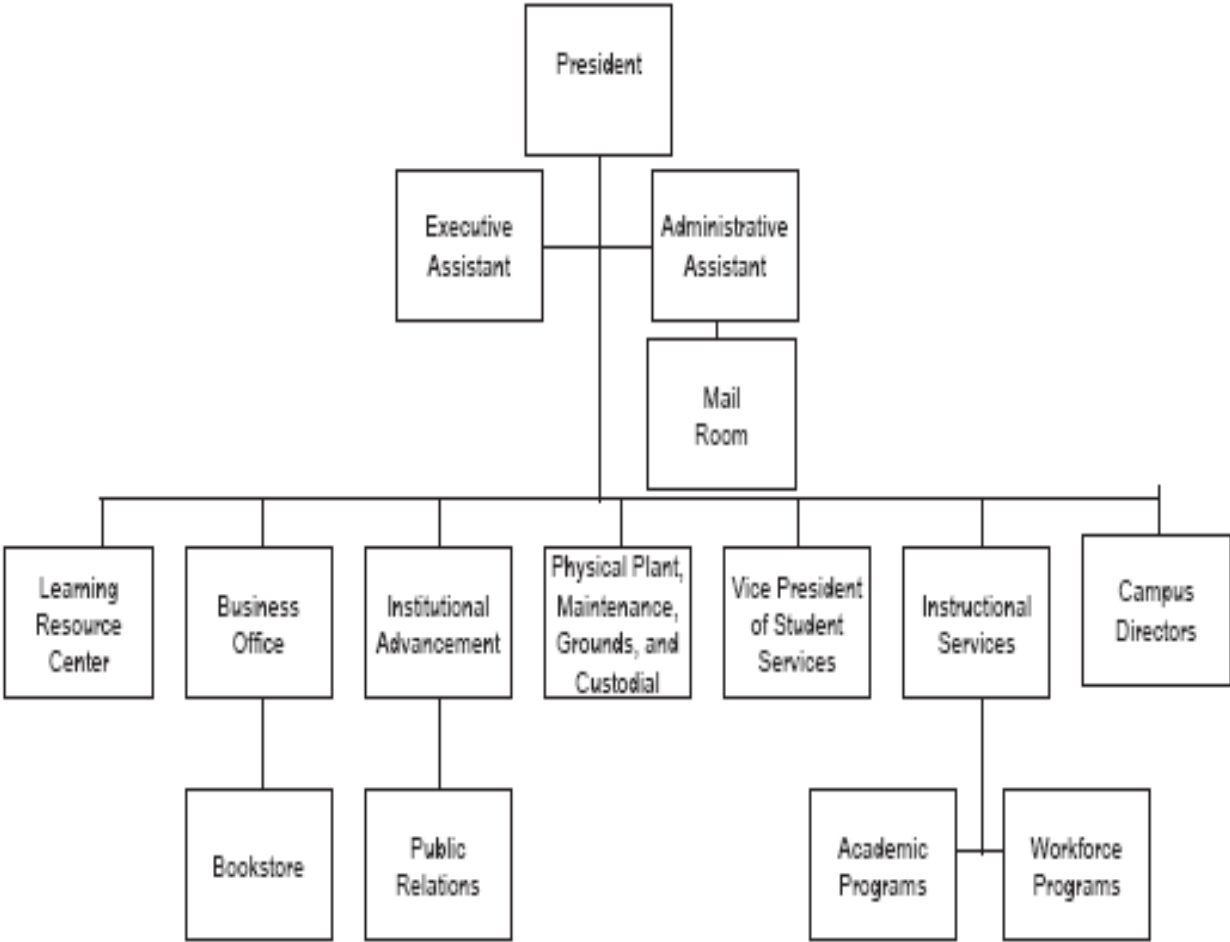 President
Executive
Assistant
Administrative
Assistant
Mail
Room
Learning
Resource
Center
Business
Office
Institutional
Advancement
Physical Plant,
Maintenance,
Grounds, and
Custodial
Vice President
of Student
Services
Instructional
Services
Campus
Directors
Bookstore
Public
Relations
Academic
Programs
Workforce
Programs